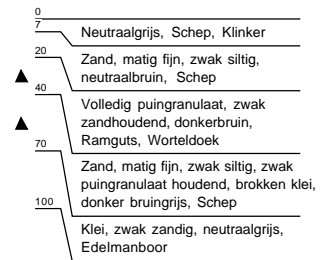 0
7
Neutraalgrijs, Schep, Klinker
20
Zand, matig fijn, zwak siltig,
neutraalbruin, Schep
40
Volledig puingranulaat, zwak
zandhoudend, donkerbruin,
Ramguts, Worteldoek
70
Zand, matig fijn, zwak siltig, zwak
puingranulaat houdend, brokken klei,
donker bruingrijs, Schep
100
Klei, zwak zandig, neutraalgrijs,
Edelmanboor